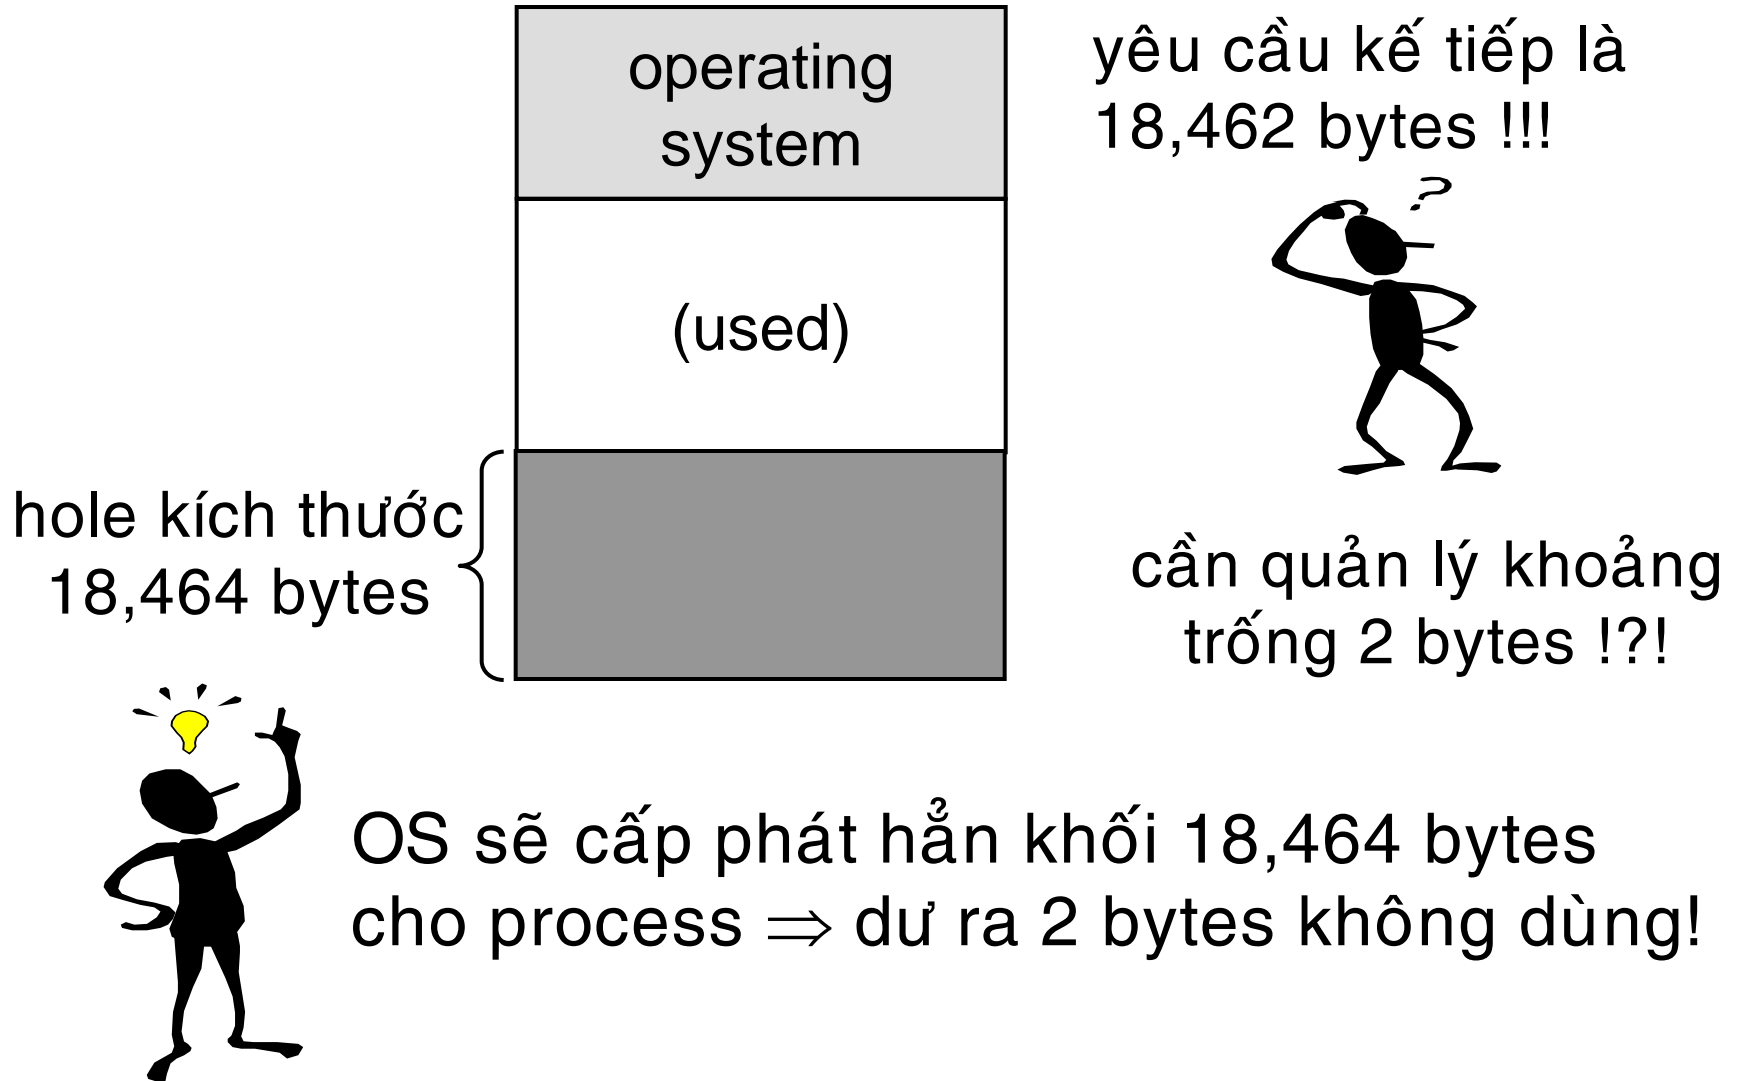 operating
system
yêu cầu kế tiếp là
18,462 bytes !!!
?
(used)
hole kích thước
18,464 bytes
cần quản lý khoảng
trống 2 bytes !?!
OS sẽ cấp phát hẳn khối 18,464 bytes
cho process ⇒ dư ra 2 bytes không dùng!